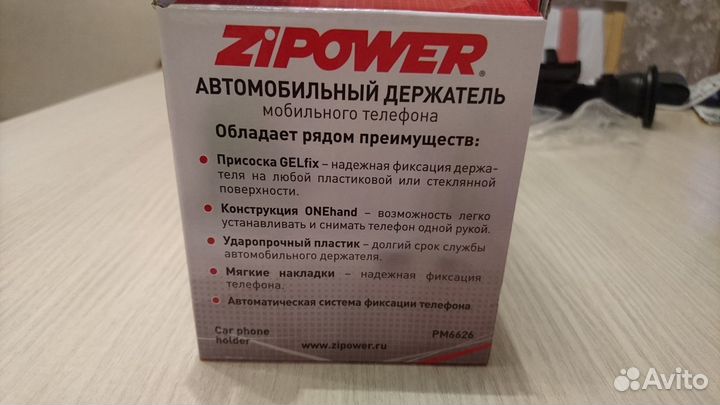 ZiPOWER®
АВТОМОБИЛЬНЫЙ ДЕРЖАТЕЛЬ
мобильного телефона
Обладает рядом преимуществ:
• Присоска GELfix – надежная фиксация держа-
теля на любой пластиковой или стеклянной
поверхности.
• Конструкция ONEhand – возможность легко
устанавливать и снимать телефон одной рукой.
• Ударопрочный пластик – долгий срок службы
автомобильного держателя.
• Мягкие накладки – надежная фиксация
телефона.
• Автоматическая система фиксации телефона
Car phone
holder
www.zipower.ru
PM6626
Avito